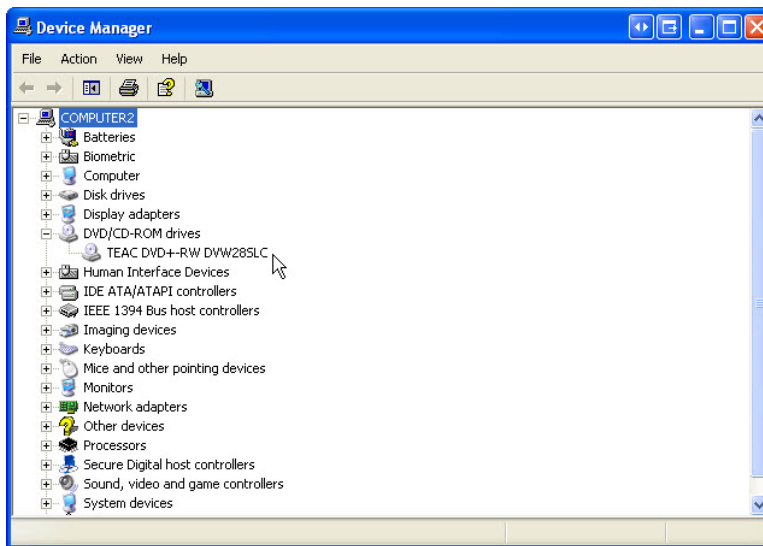 Device Manager
File Action View Help
COMPUTER2
Batteries
Biometric
Computer
Disk drives
Display adapters
DVD/CD-ROM drives
TEAC DVD+-RW DVW28SLC
Human Interface Devices
IDE ATA/ATAPI controllers
IEEE 1394 Bus host controllers
Imaging devices
Keyboards
Mice and other pointing devices
Monitors
Network adapters
Other devices
Processors
Secure Digital host controllers
Sound, video and game controllers
System devices